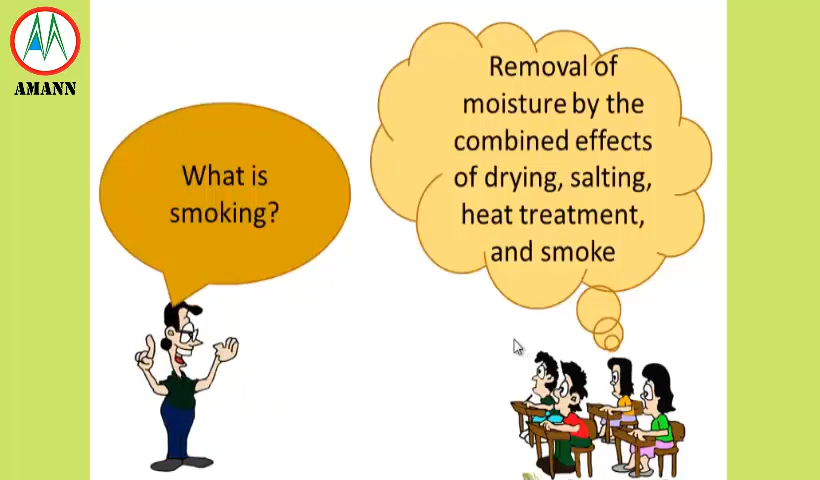 AMANN
What is
smoking?
Removal of
moisture by the
combined effects
of drying, salting,
heat treatment,
and smoke